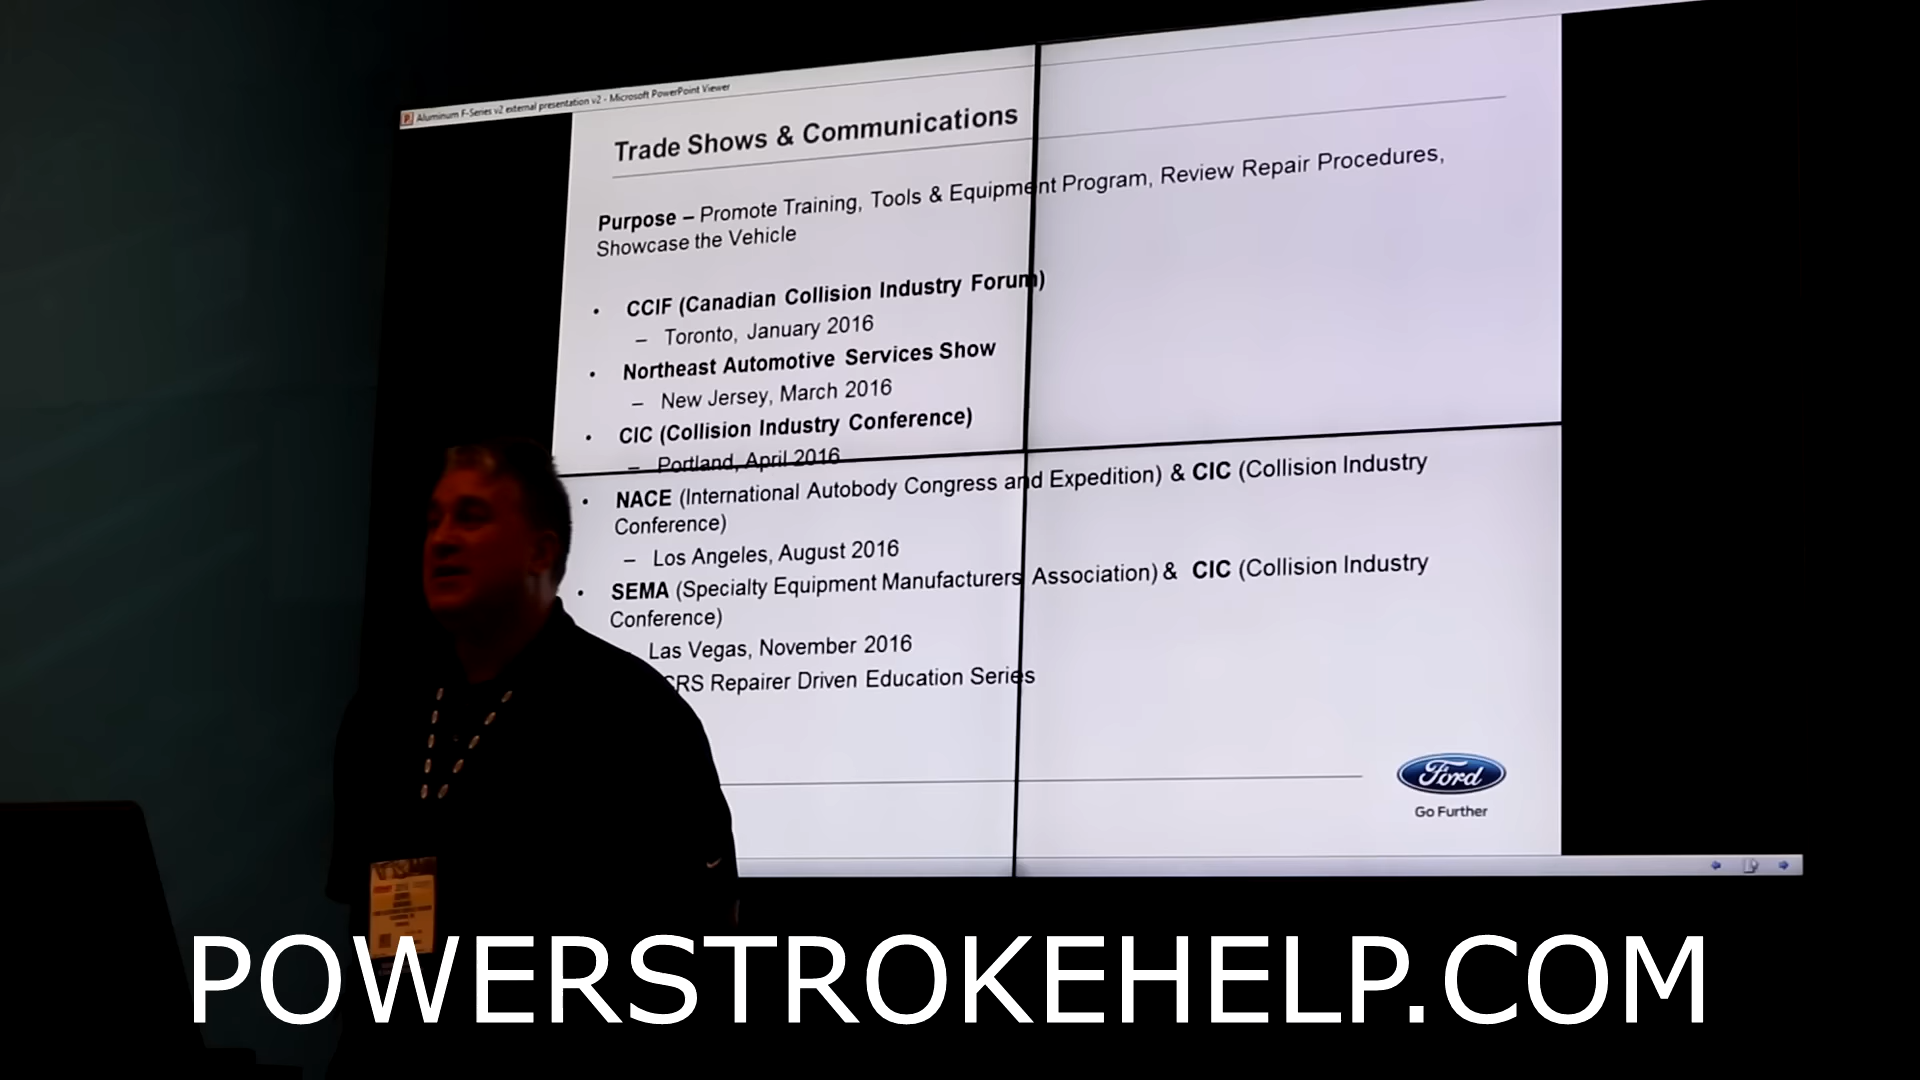 Aluminum F-Series v2 external presentation v2 - Microsoft PowerPoint Viewer
Trade Shows & Communications
Purpose – Promote Training, Tools & Equipment Program, Review Repair Procedures,
Showcase the Vehicle
• CCIF (Canadian Collision Industry Forum)
– Toronto, January 2016
• Northeast Automotive Services Show
– New Jersey, March 2016
• CIC (Collision Industry Conference)
– Portland, April 2016
• NACE (International Autobody Congress and Expedition) & CIC (Collision Industry
Conference)
– Los Angeles, August 2016
• SEMA (Specialty Equipment Manufacturers Association) & CIC (Collision Industry
Conference)
Las Vegas, November 2016
Repairer Driven Education Series
Ford
Go Further
POWERSTROKEHELP.COM